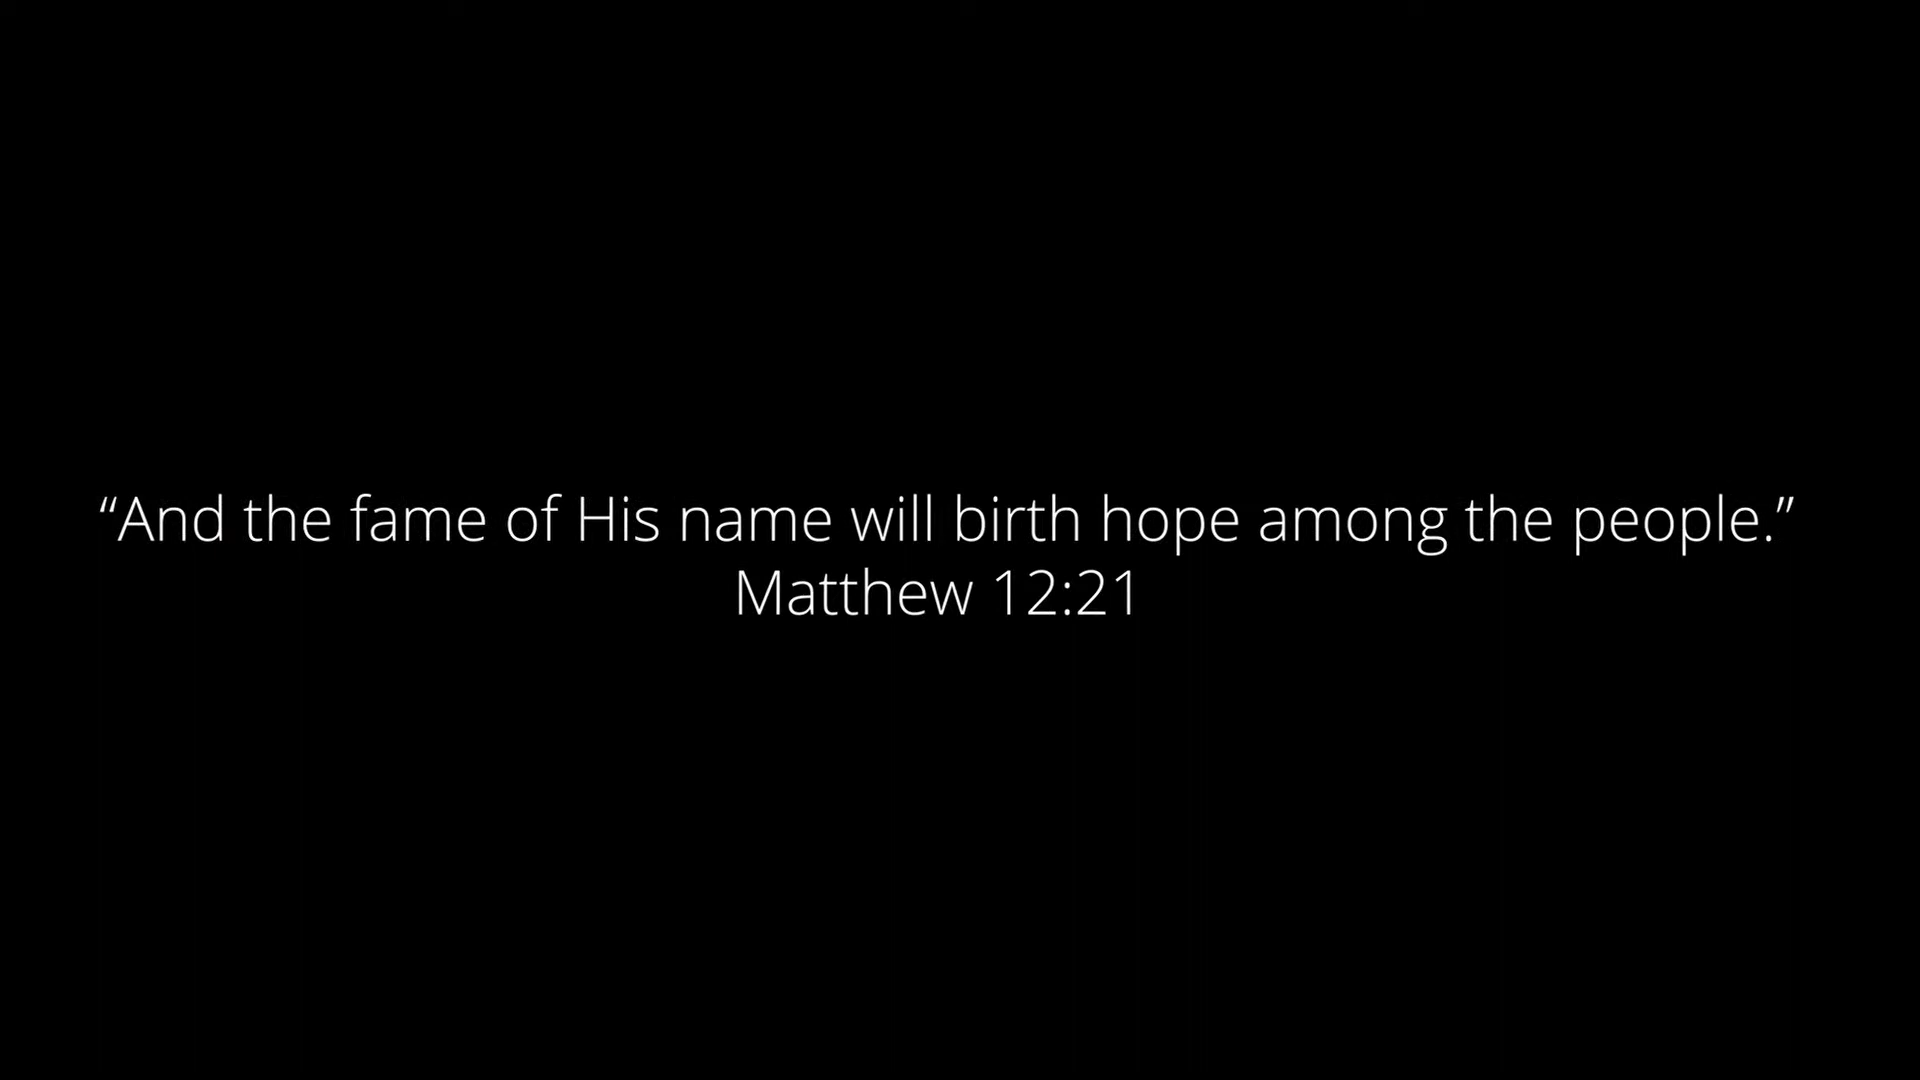 “And the fame of His name will birth hope among the people.”
Matthew 12:21